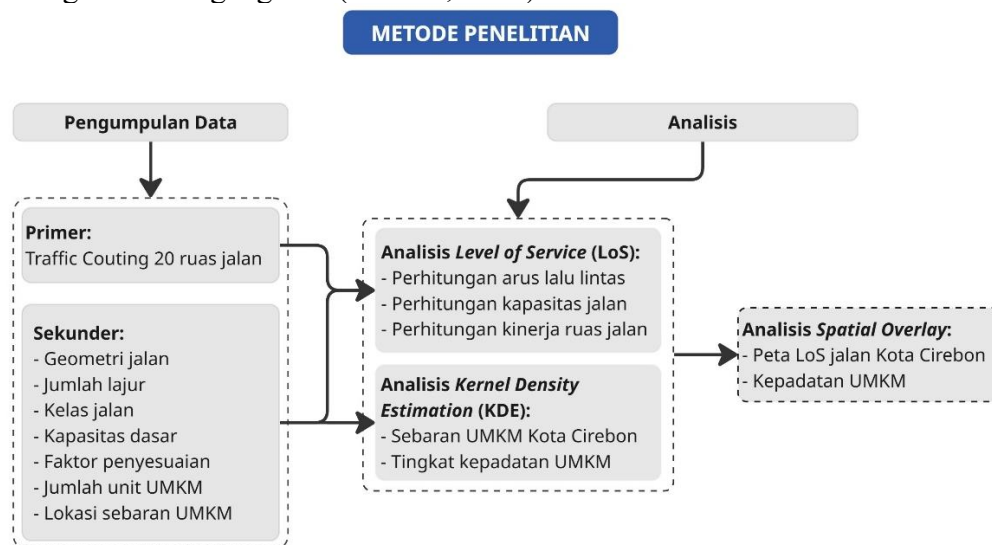 METODE PENELITIAN
Pengumpulan Data
Primer:
Traffic Couting 20 ruas jalan
Sekunder:
- Geometri jalan
- Jumlah lajur
- Kelas jalan
- Kapasitas dasar
- Faktor penyesuaian
- Jumlah unit UMKM
- Lokasi sebaran UMKM
Analisis
Analisis Level of Service (LoS):
- Perhitungan arus lalu lintas
- Perhitungan kapasitas jalan
- Perhitungan kinerja ruas jalan
Analisis Kernel Density
Estimation (KDE):
- Sebaran UMKM Kota Cirebon
- Tingkat kepadatan UMKM
Analisis Spatial Overlay:
- Peta LoS jalan Kota Cirebon
- Kepadatan UMKM